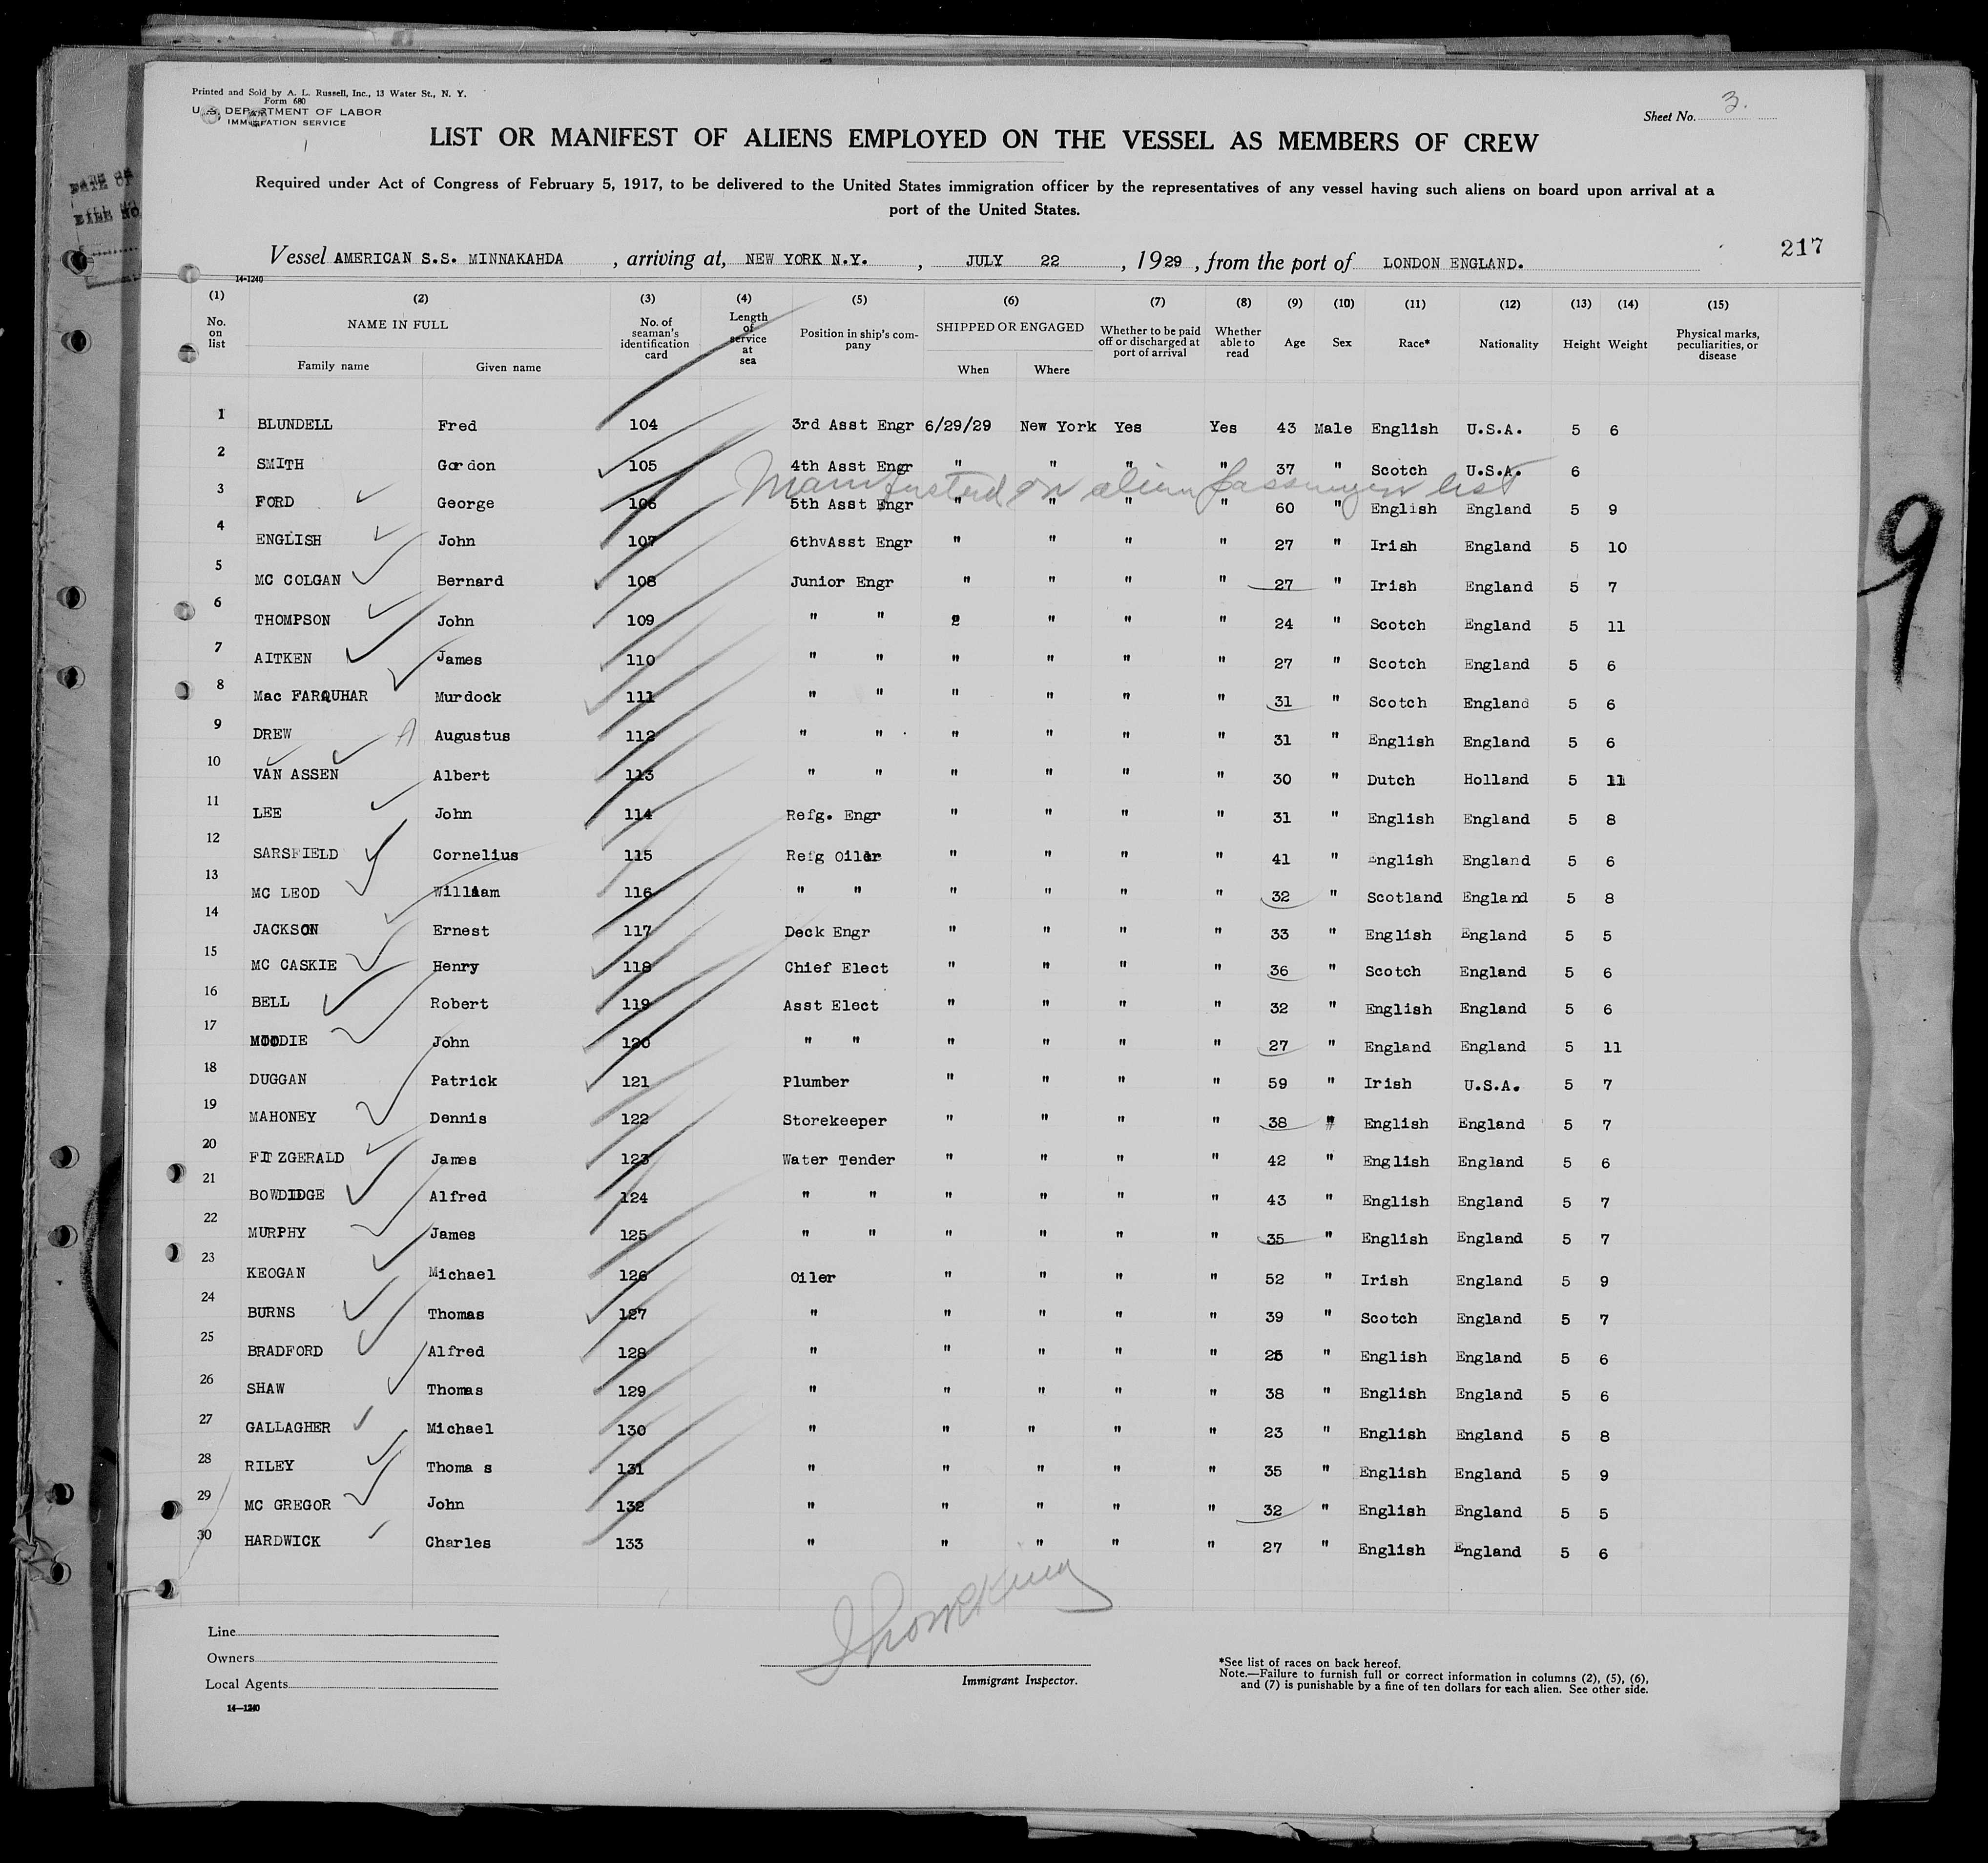 Printed and Sold by A. L. Russell, Inc., 13 Water St., N. Y.
Form 680
U. S. DEPARTMENT OF LABOR
IMMIGRATION SERVICE
Sheet No. 3.
LIST OR MANIFEST OF ALIENS EMPLOYED ON THE VESSEL AS MEMBERS OF CREW
Required under Act of Congress of February 5, 1917, to be delivered to the United States immigration officer by the representatives of any vessel having such aliens on board upon arrival at a
port of the United States.
217
Vessel AMERICAN S.S. MINNAKAHDA , arriving at, NEW YORK N.Y. , JULY 22 , 1929 , from the port of LONDON ENGLAND.
14-1240
(1) (2) (3) (4) (5) (6) (7) (8) (9) (10) (11) (12) (13) (14) (15)
No. on list NAME IN FULL No. of seaman's identification card Length of service at sea Position in ship's company SHIPPED OR ENGAGED Whether to be paid off or discharged at port of arrival Whether able to read Age Sex Race* Nationality Height Weight Physical marks, peculiarities, or disease
Family name Given name When Where
1 BLUNDELL Fred 104 3rd Asst Engr 6/29/29 New York Yes Yes 43 Male English U.S.A. 5 6
2 SMITH Gordon 105 4th Asst Engr " " " " 37 " Scotch U.S.A. 6
Manifested on alien passenger list
3 FORD George 106 5th Asst Engr " " " " 60 " English England 5 9
4 ENGLISH John 107 6thvAsst Engr " " " " 27 " Irish England 5 10
5 MC COLGAN Bernard 108 Junior Engr " " " " 27 " Irish England 5 7
6 THOMPSON John 109 " " " " " 24 " Scotch England 5 11
7 AITKEN James 110 " " " " " " 27 " Scotch England 5 6
8 Mac FARQUHAR Murdock 111 " " " " " " 31 " Scotch England 5 6
9 DREW A Augustus 112 " " " " " " 31 " English England 5 6
10 VAN ASSEN Albert 113 " " " " " " 30 " Dutch Holland 5 11
11 LEE John 114 Refg. Engr " " " " 31 " English England 5 8
12 SARSFIELD Cornelius 115 Refg Oiler " " " " 41 " English England 5 6
13 MC LEOD William 116 " " " " " " 32 " Scotland England 5 8
14 JACKSON Ernest 117 Deck Engr " " " " 33 " English England 5 5
15 MC CASKIE Henry 118 Chief Elect " " " " 36 " Scotch England 5 6
16 BELL Robert 119 Asst Elect " " " " 32 " English England 5 6
17 MOODIE John 120 " " " " " " 27 " England England 5 11
18 DUGGAN Patrick 121 Plumber " " " " 59 " Irish U.S.A. 5 7
19 MAHONEY Dennis 122 Storekeeper " " " " 38 " English England 5 7
20 FITZGERALD James 123 Water Tender " " " " 42 " English England 5 6
21 BOWDIDGE Alfred 124 " " " " " " 43 " English England 5 7
22 MURPHY James 125 " " " " " " 35 " English England 5 7
23 KEOGAN Michael 126 Oiler " " " " 52 " Irish England 5 9
24 BURNS Thomas 127 " " " " " 39 " Scotch England 5 7
25 BRADFORD Alfred 128 " " " " " " English England 5 6
26 SHAW Thomas 129 " " " " " 38 " English England 5 6
27 GALLAGHER Michael 130 " " " " " 23 " English England 5 8
28 RILEY Thoma s 131 " " " " " 35 " English England 5 9
29 MC GREGOR John 132 " " " " " 32 " English England 5 5
30 HARDWICK Charles 133 " " " " " 27 " English England 5 6
9
Line
Owners
Local Agents
Immigrant Inspector.
*See list of races on back hereof.
Note.—Failure to furnish full or correct information in columns (2), (5), (6),
and (7) is punishable by a fine of ten dollars for each alien. See other side.
14—1240